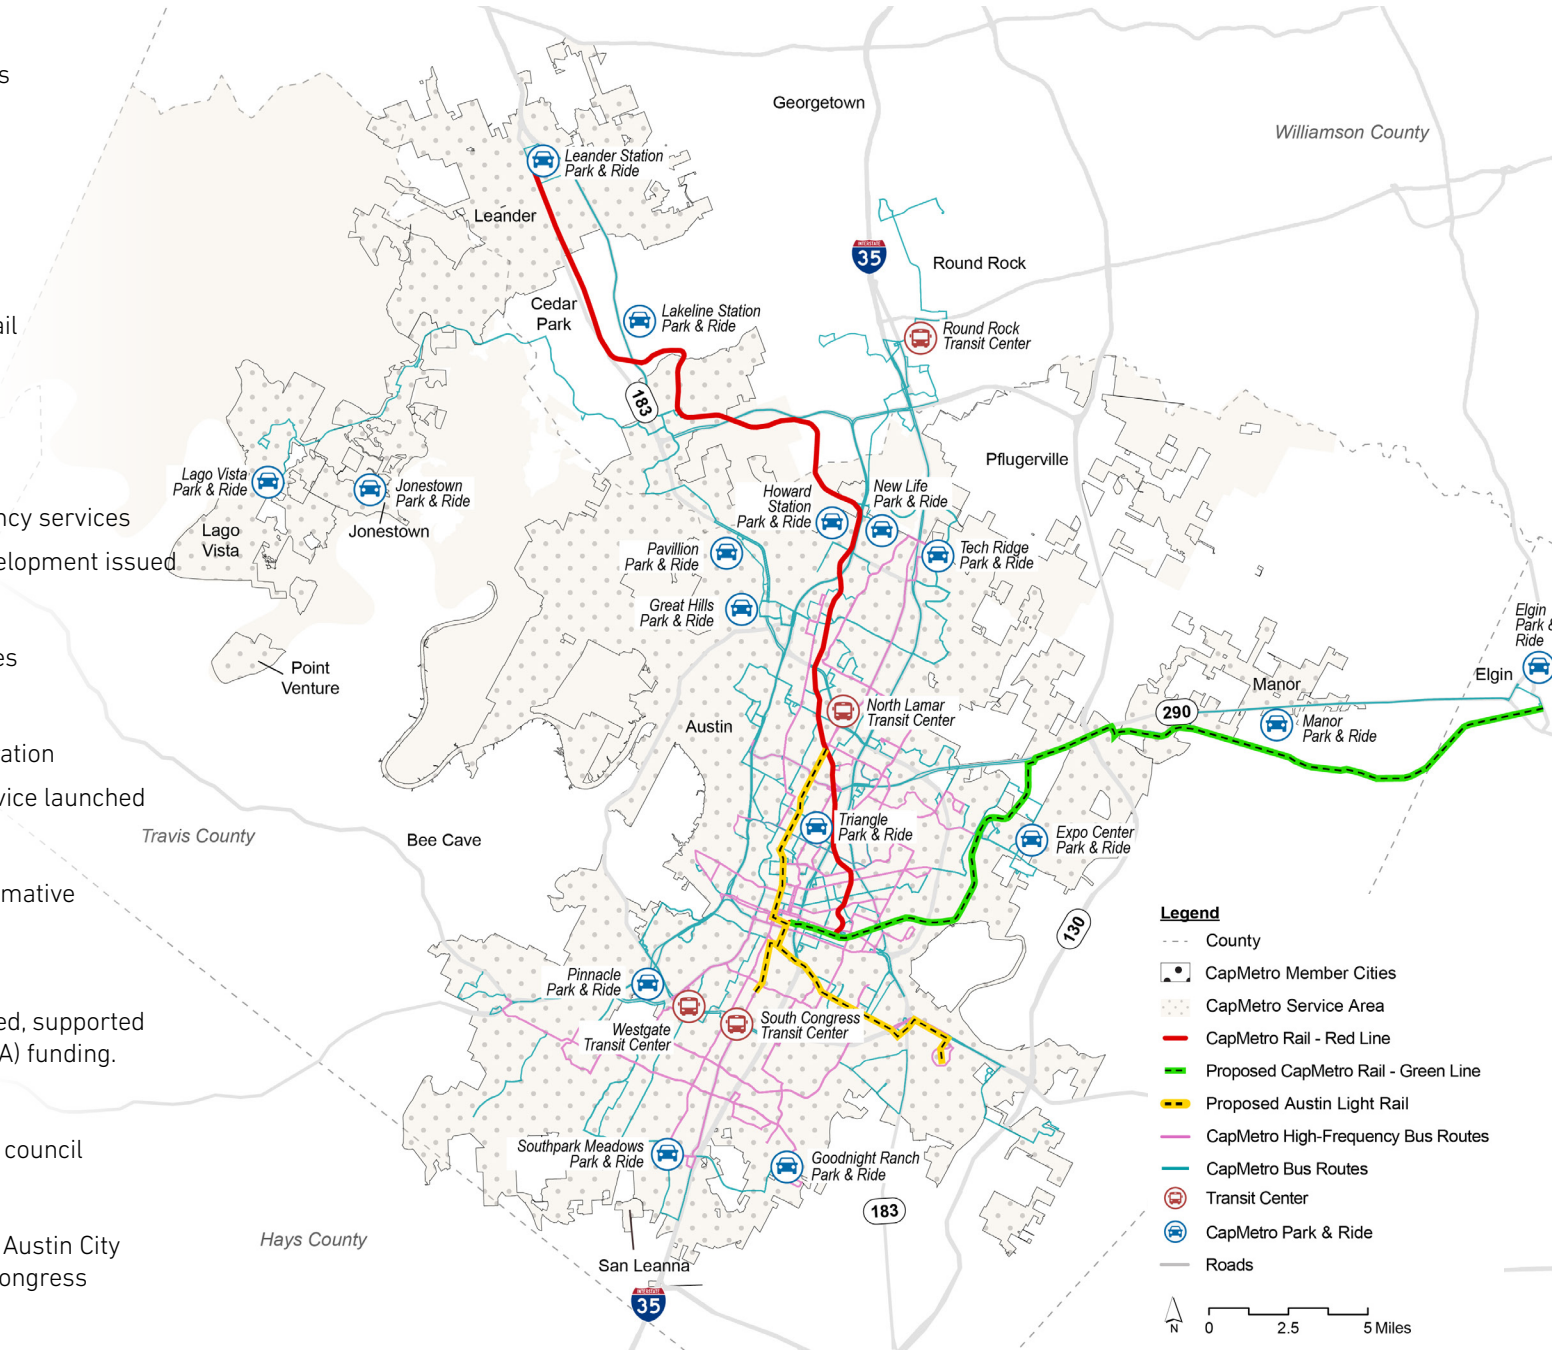 s
ail
ncy services
elopment issued
es
ation
vice launched
rmative
ed, supported
A) funding.
council
Austin City
ongress
Georgetown
Williamson County
Leander Station
Park & Ride
Leander
INTERSTATE
35
Round Rock
Cedar
Park
Lakeline Station
Park & Ride
Round Rock
Transit Center
183
Pflugerville
Lago Vista
Park & Ride
Jonestown
Park & Ride
Lago
Vista
Jonestown
Howard
Station
Park & Ride
New Life
Park & Ride
Pavillion
Park & Ride
Tech Ridge
Park & Ride
Great Hills
Park & Ride
Elgin
Park &
Ride
Point
Venture
Manor
Elgin
Austin
North Lamar
Transit Center
290
Manor
Park & Ride
Travis County
Bee Cave
Triangle
Park & Ride
Expo Center
Park & Ride
130
Pinnacle
Park & Ride
Westgate
Transit Center
South Congress
Transit Center
Southpark Meadows
Park & Ride
Goodnight Ranch
Park & Ride
183
Hays County
San Leanna
INTERSTATE
35
Legend
County
CapMetro Member Cities
CapMetro Service Area
CapMetro Rail - Red Line
Proposed CapMetro Rail - Green Line
Proposed Austin Light Rail
CapMetro High-Frequency Bus Routes
CapMetro Bus Routes
Transit Center
CapMetro Park & Ride
Roads
N
0 2.5 5 Miles